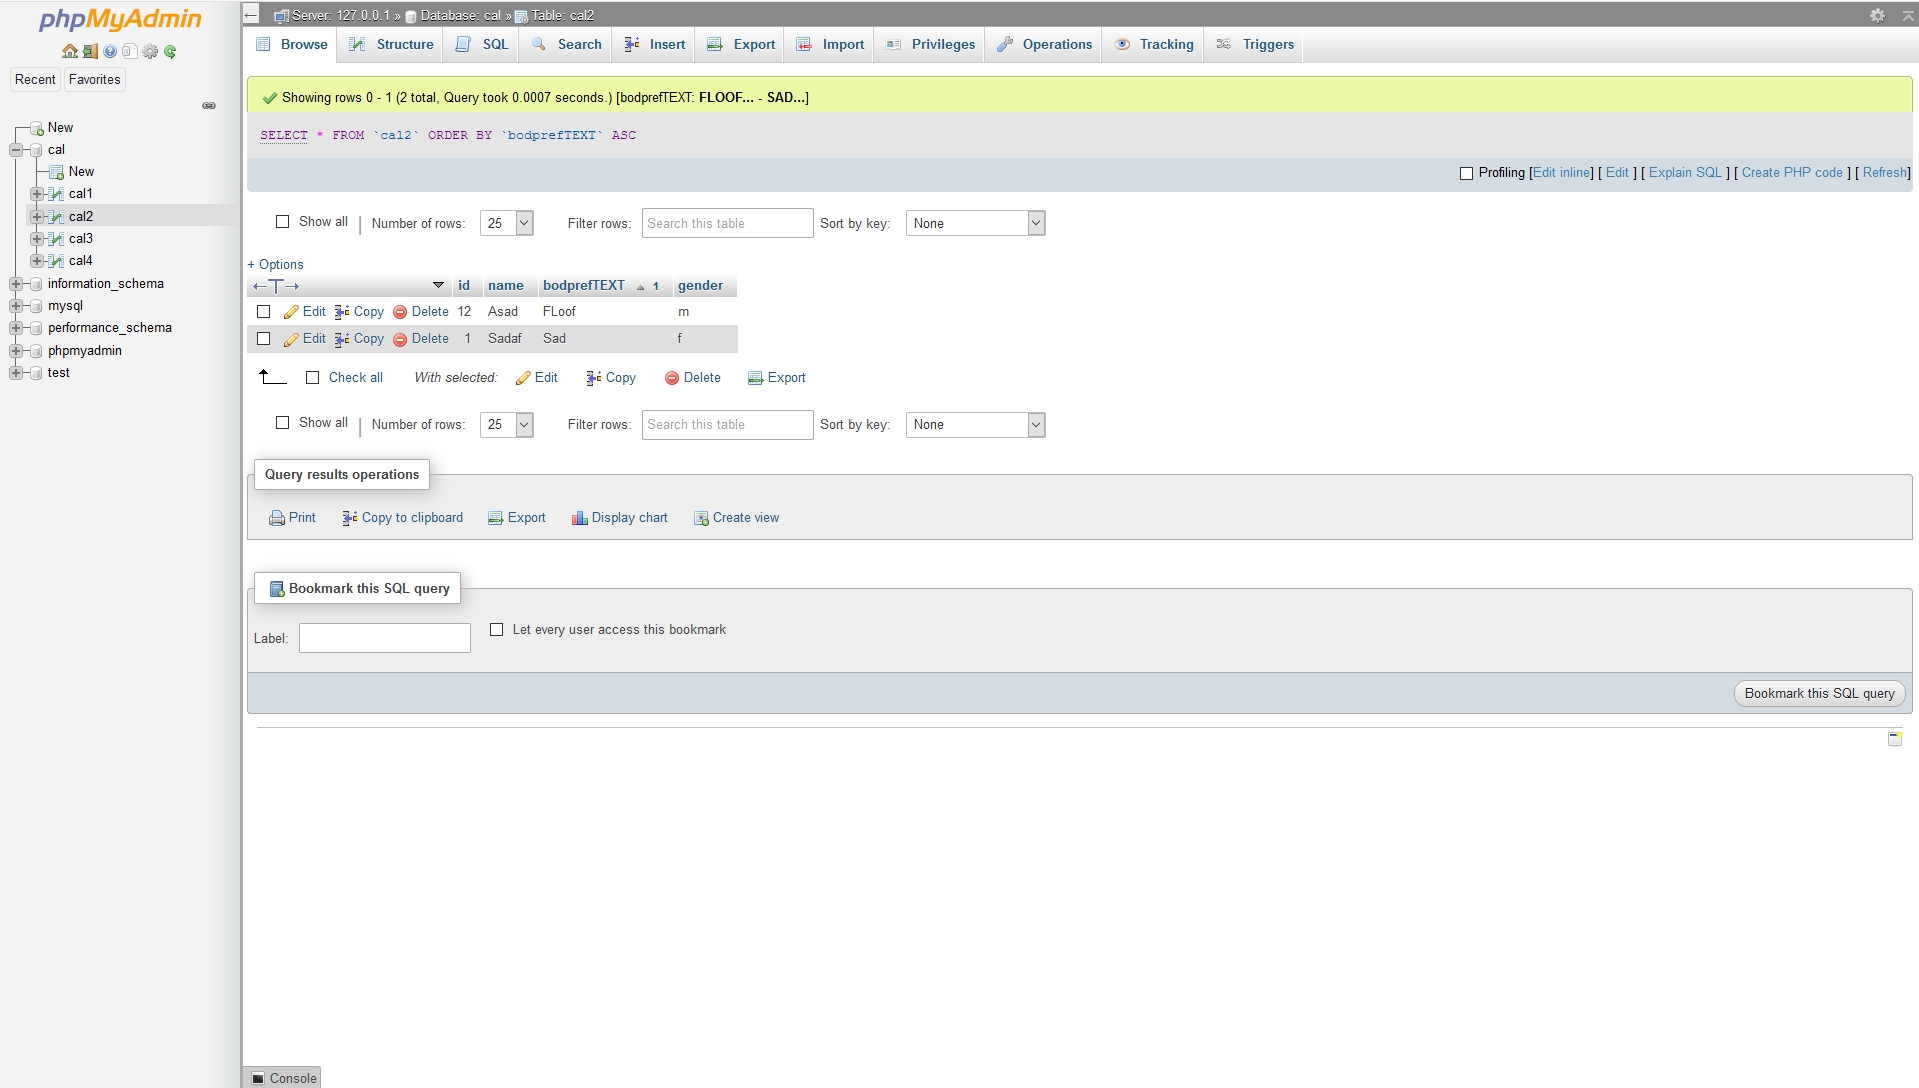 phpMyAdmin
Recent Favorites
New
cal
New
cal1
cal2
cal3
cal4
information_schema
mysql
performance_schema
phpmyadmin
test
Server: 127.0.0.1 » Database: cal » Table: cal2
Browse Structure SQL Search Insert Export Import Privileges Operations Tracking Triggers
Showing rows 0 - 1 (2 total, Query took 0.0007 seconds.) [bodprefTEXT: FLOOF... - SAD...]
SELECT * FROM `cal2` ORDER BY `bodprefTEXT` ASC
Profiling [Edit inline] [ Edit ] [ Explain SQL ] [ Create PHP code ] [ Refresh]
Show all | Number of rows: 25 Filter rows: Search this table Sort by key: None
+ Options
←T→ id name bodprefTEXT 1 gender
Edit Copy Delete 12 Asad FLoof m
Edit Copy Delete 1 Sadaf Sad f
Check all With selected: Edit Copy Delete Export
Show all | Number of rows: 25 Filter rows: Search this table Sort by key: None
Query results operations
Print Copy to clipboard Export Display chart Create view
Bookmark this SQL query
Label: Let every user access this bookmark
Bookmark this SQL query
Console